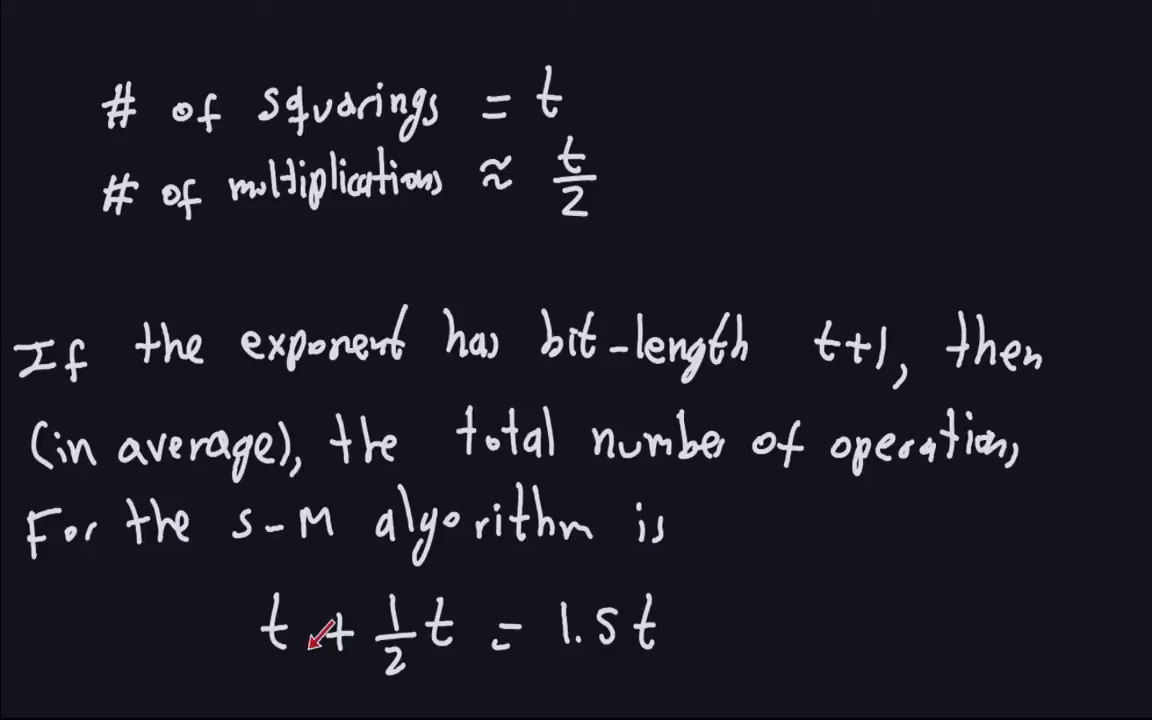 # of squarings = t
# of multiplications ≈ t/2
If the exponent has bit-length t+1, then
(in average), the total number of operations
For the S-M algorithm is
t + 1/2 t = 1.5 t